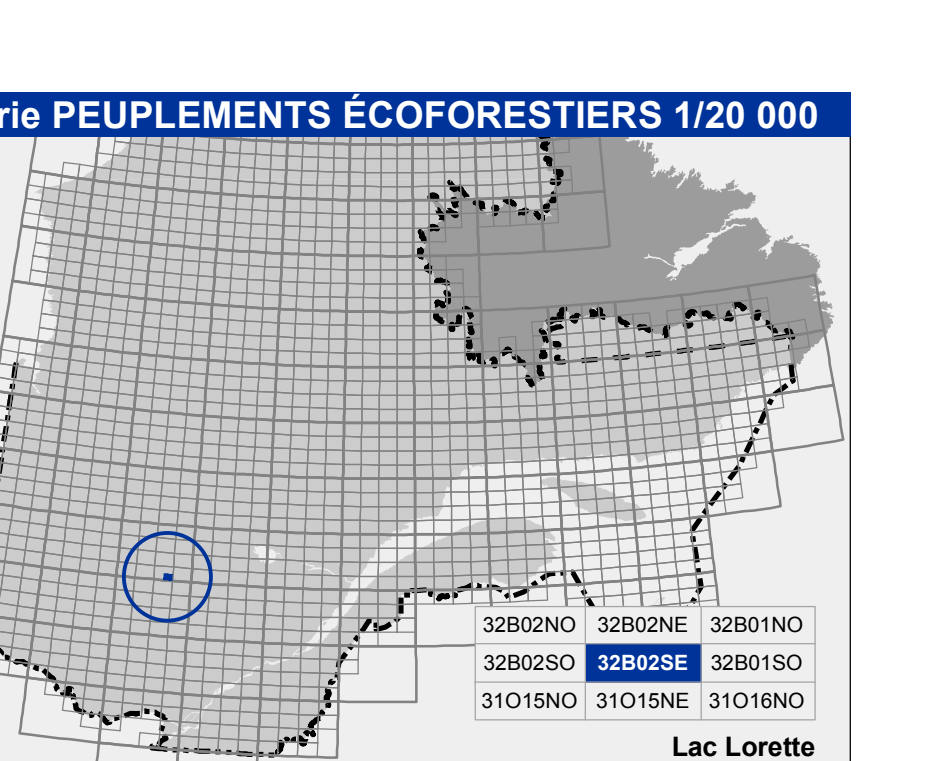 rie PEUPLEMENTS ÉCOFORESTIERS 1/20 000
32B02NO 32B02NE 32B01NO
32B02SO 32B02SE 32B01SO
31O15NO 31O15NE 31O16NO
Lac Lorette